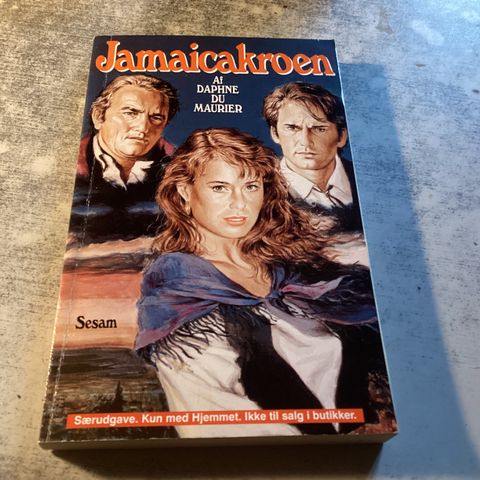 Jamaicakroen
Af
DAPHNE
DU
MAURIER
Sesam
Særudgave. Kun med Hjemmet. Ikke til salg i butikker.